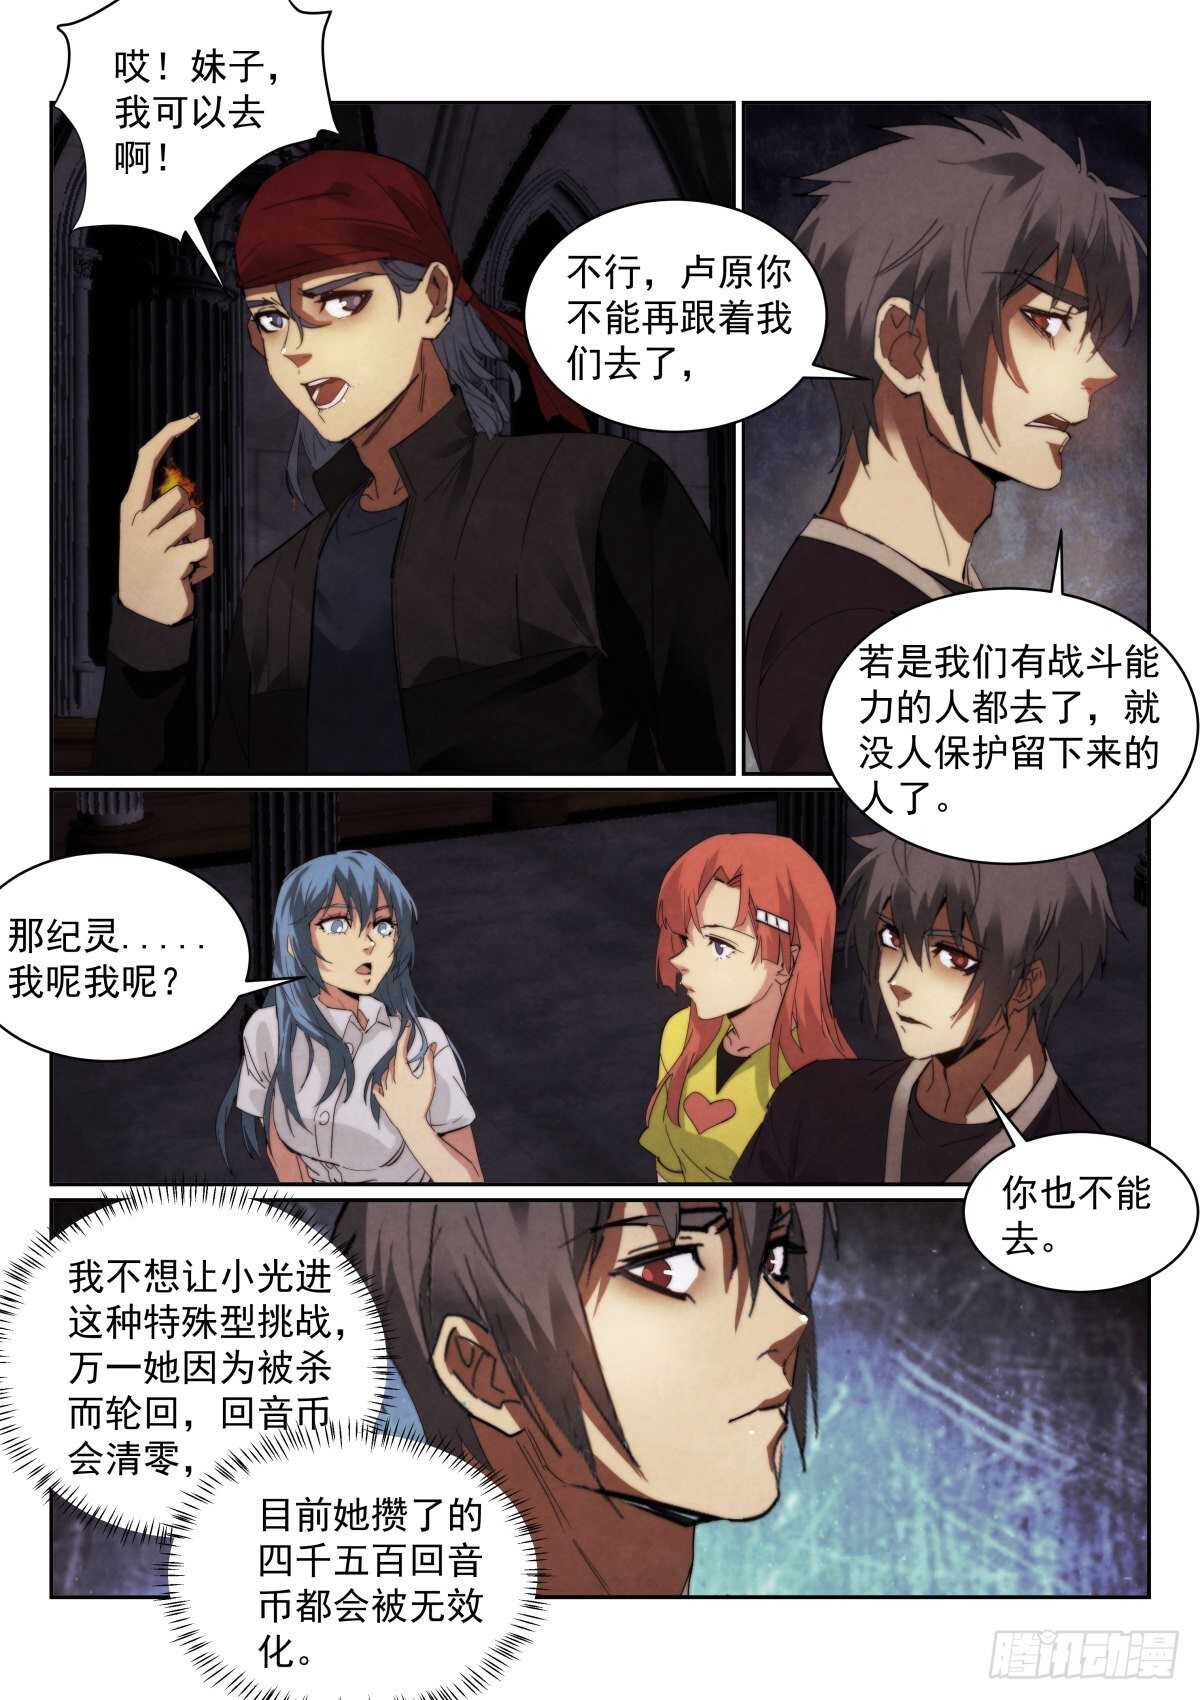 哎！妹子，
我可以去
啊！
不行，卢原你
不能再跟着我
们去了，
若是我们有战斗能
力的人都去了，就
没人保护留下来的
人了。
那纪灵.....
我呢我呢？
你也不能
去。
我不想让小光进
这种特殊型挑战，
万一她因为被杀
而轮回，回音币
会清零，
目前她攒了的
四千五百回音
币都会被无效
化。
腾讯动漫